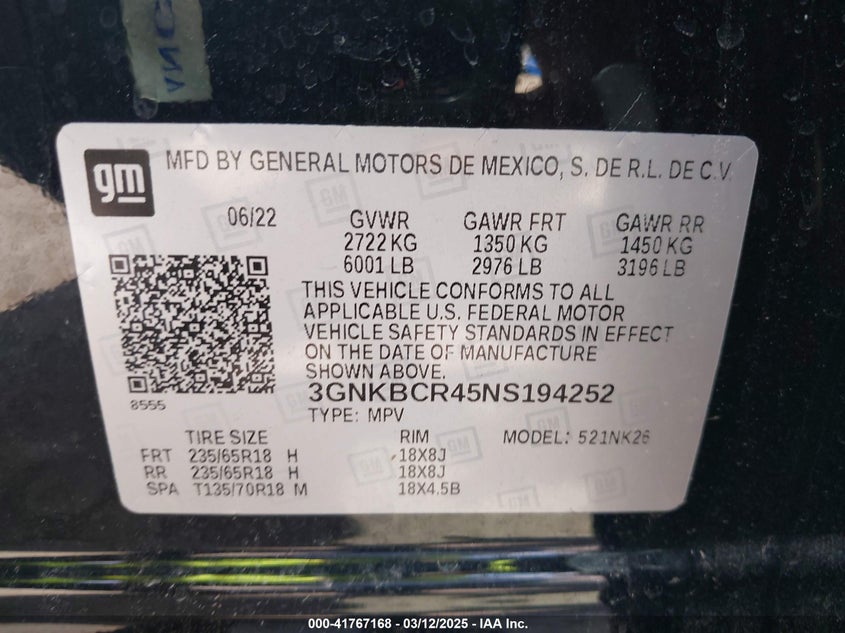 gm
MFD BY GENERAL MOTORS DE MEXICO, S. DE R.L. DE C.V.
06/22 GVWR GAWR FRT GAWR RR
2722 KG 1350 KG 1450 KG
6001 LB 2976 LB 3196 LB
THIS VEHICLE CONFORMS TO ALL
APPLICABLE U.S. FEDERAL MOTOR
VEHICLE SAFETY STANDARDS IN EFFECT
ON THE DATE OF MANUFACTURE
SHOWN ABOVE.
8555
3GNKBCR45NS194252
TYPE: MPV
TIRE SIZE RIM MODEL: 521NK26
FRT 235/65R18 H 18X8J
RR 235/65R18 H 18X8J
SPA T135/70R18 M 18X4.5B
000-41767168 - 03/12/2025 - IAA Inc.